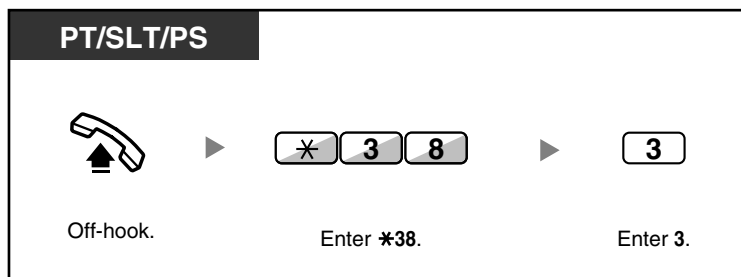 PT/SLT/PS
✳ 3 8 3
Off-hook. Enter ✳38. Enter 3.